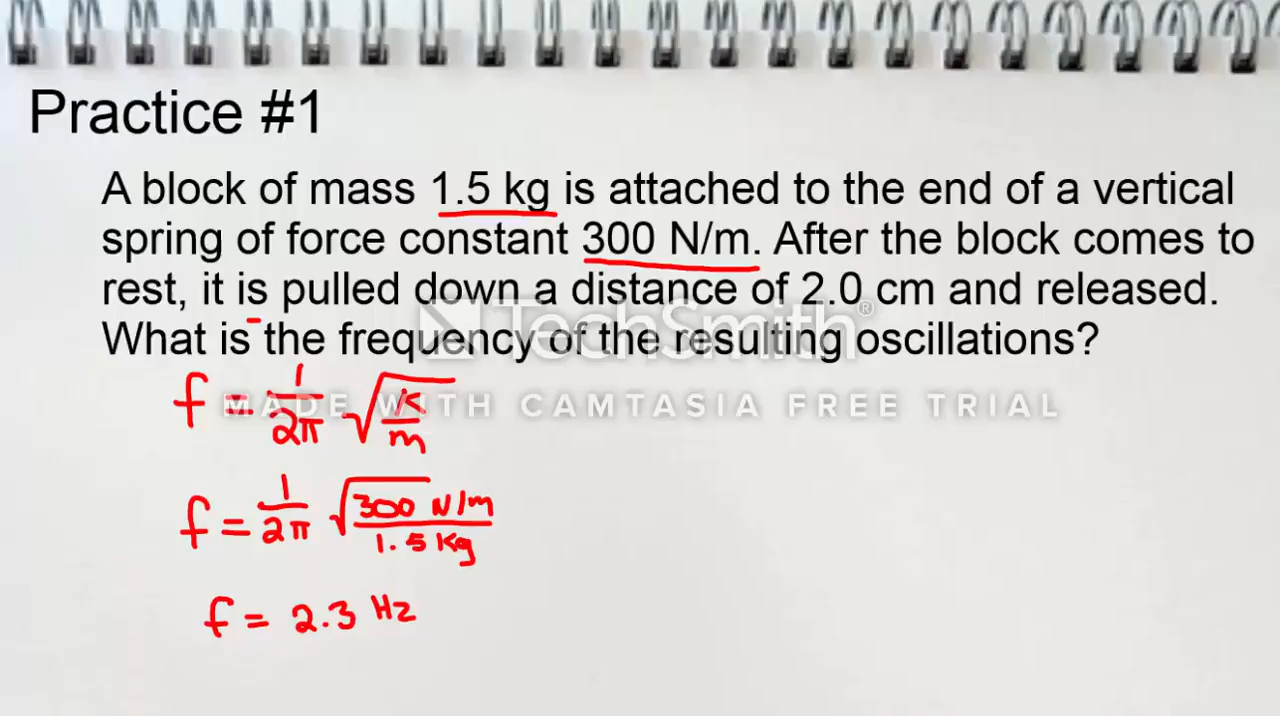 Practice #1
A block of mass 1.5 kg is attached to the end of a vertical
spring of force constant 300 N/m. After the block comes to
rest, it is pulled down a distance of 2.0 cm and released.
What is the frequency of the resulting oscillations?
TechSmith®
MADE WITH CAMTASIA FREE TRIAL
f = 1/2π √k/m
f = 1/2π √300 N/m / 1.5 Kg
f = 2.3 Hz